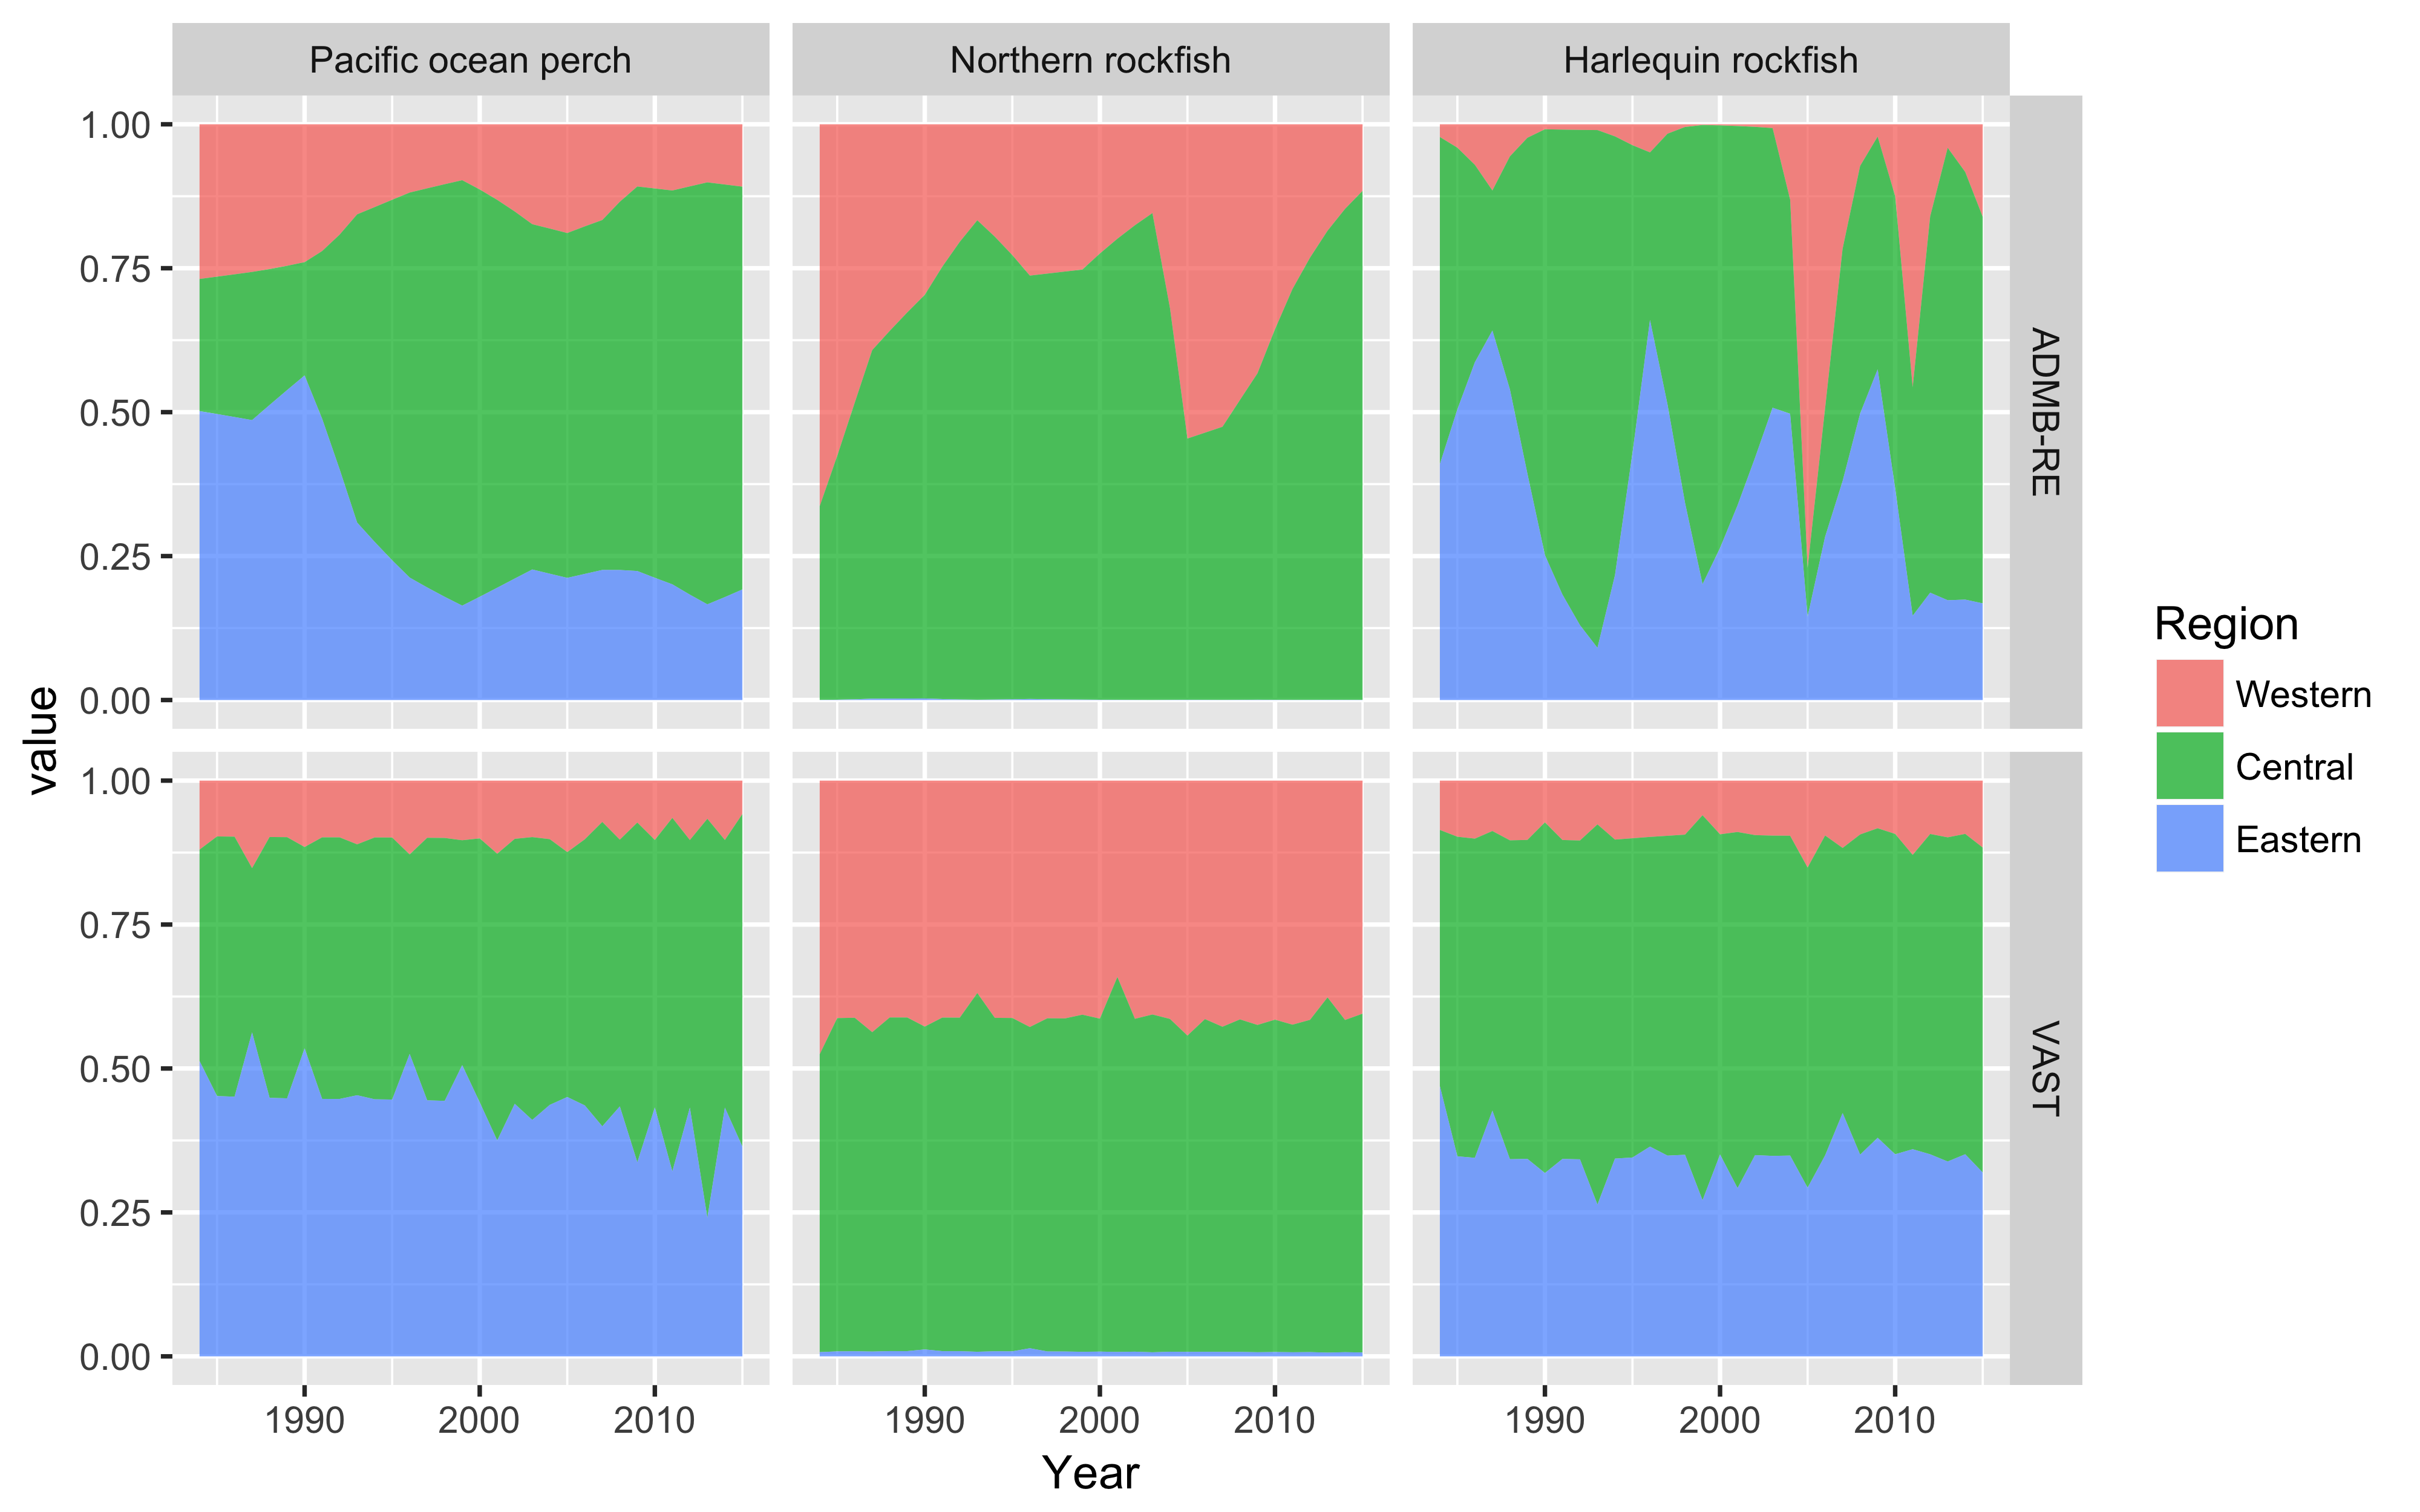 Pacific ocean perch
Northern rockfish
Harlequin rockfish
1.00
0.75
0.50
0.25
0.00
ADMB-RE
1.00
0.75
0.50
0.25
0.00
VAST
value
1990 2000 2010
1990 2000 2010
1990 2000 2010
Year
Region
Western
Central
Eastern